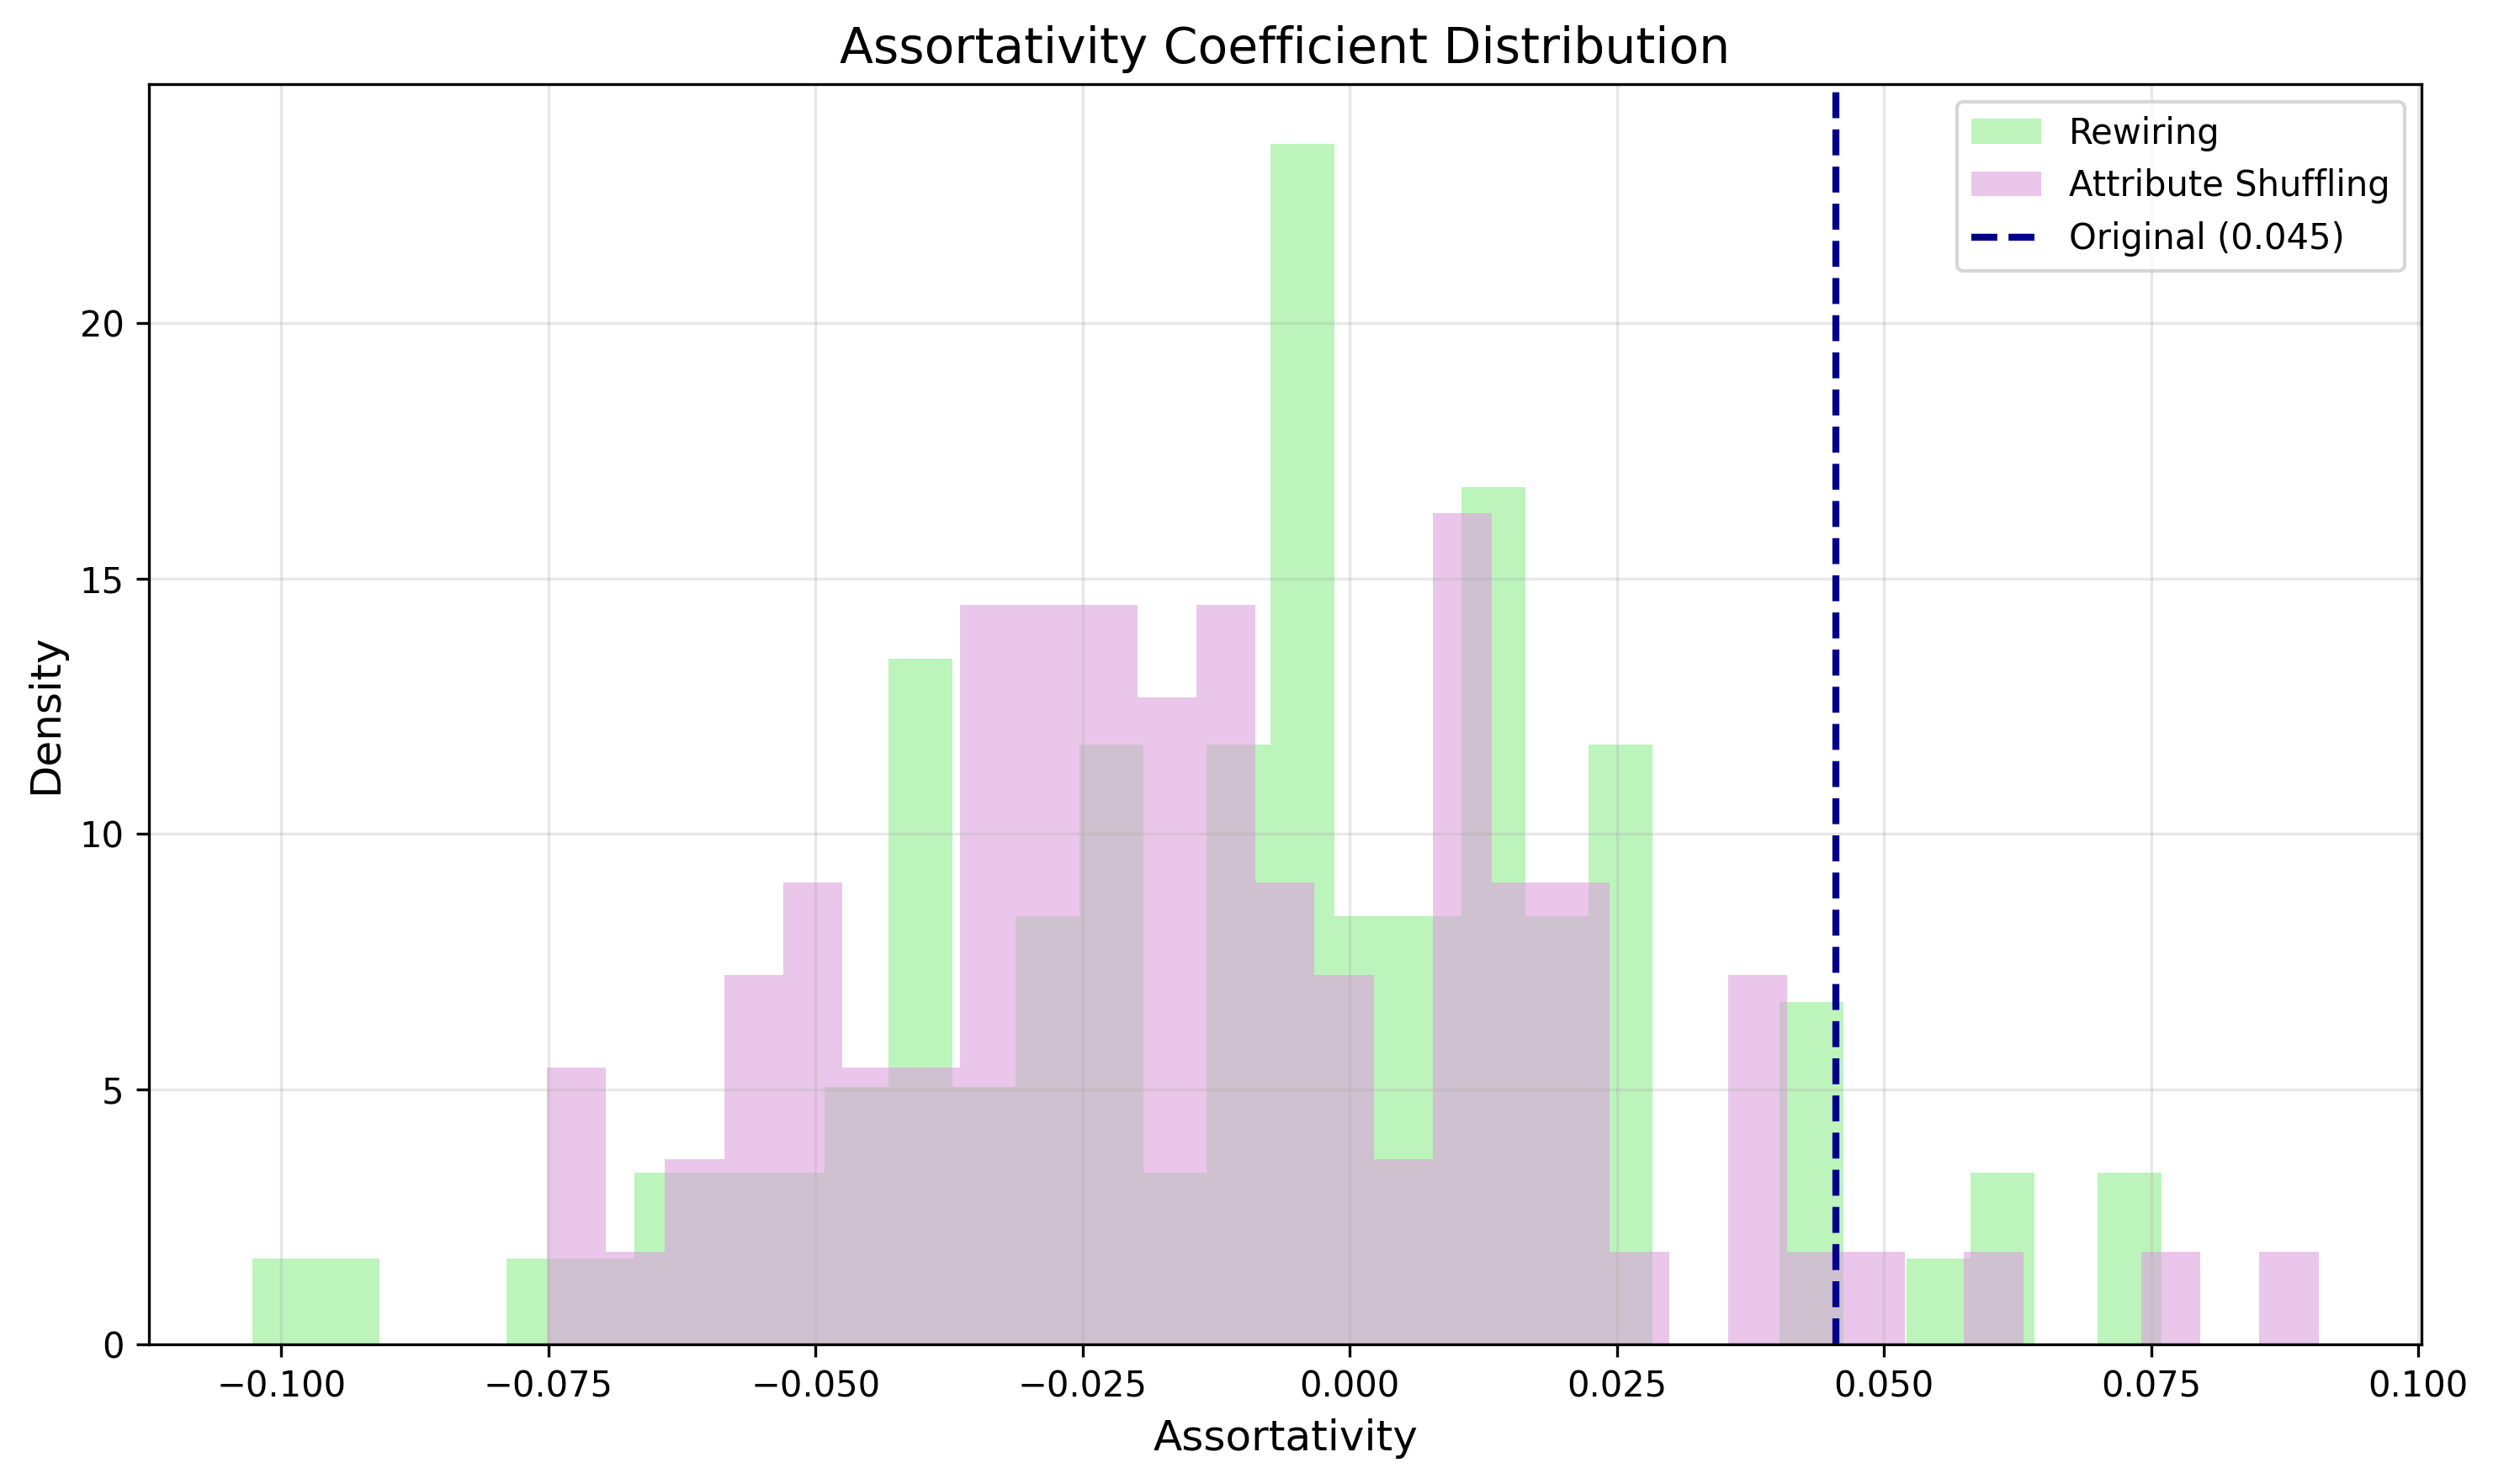 Assortativity Coefficient Distribution
Rewiring
Attribute Shuffling
Original (0.045)
Density
20
15
10
5
0
−0.100 −0.075 −0.050 −0.025 0.000 0.025 0.050 0.075 0.100
Assortativity